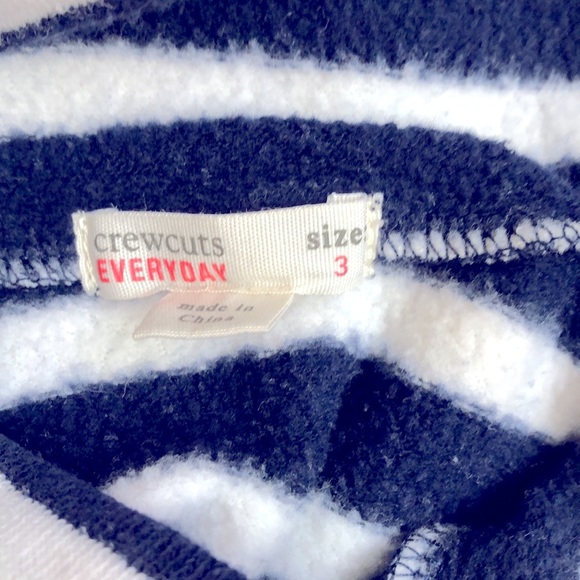 crewcuts
EVERYDAY
size
3
made in
China